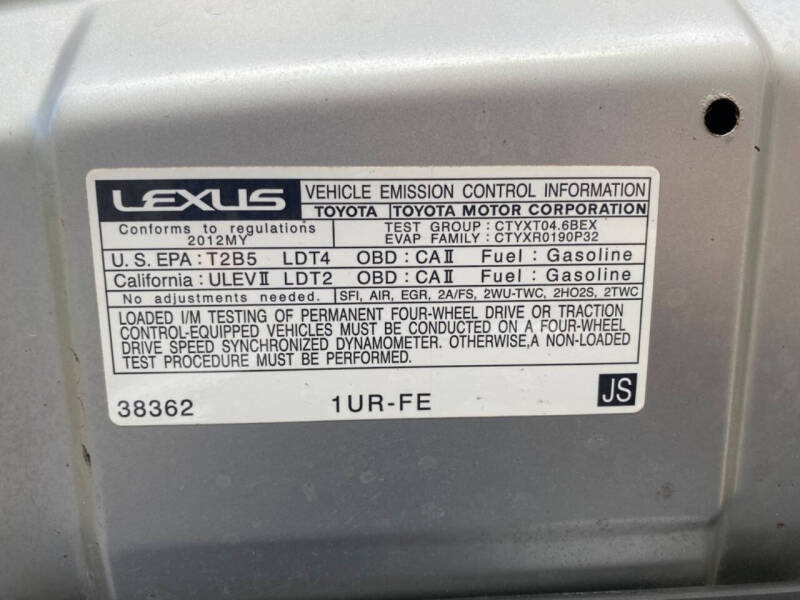 LEXUS VEHICLE EMISSION CONTROL INFORMATION
TOYOTA TOYOTA MOTOR CORPORATION
Conforms to regulations
2012MY
TEST GROUP : CTYXT04.6BEX
EVAP FAMILY : CTYXR0190P32
U.S. EPA : T2B5 LDT4 OBD : CAⅡ Fuel : Gasoline
California : ULEVⅡ LDT2 OBD : CAⅡ Fuel : Gasoline
No adjustments needed. SFI, AIR, EGR, 2A/FS, 2WU-TWC, 2HO2S, 2TWC
LOADED I/M TESTING OF PERMANENT FOUR-WHEEL DRIVE OR TRACTION
CONTROL-EQUIPPED VEHICLES MUST BE CONDUCTED ON A FOUR-WHEEL
DRIVE SPEED SYNCHRONIZED DYNAMOMETER. OTHERWISE,A NON-LOADED
TEST PROCEDURE MUST BE PERFORMED.
38362 1UR-FE JS